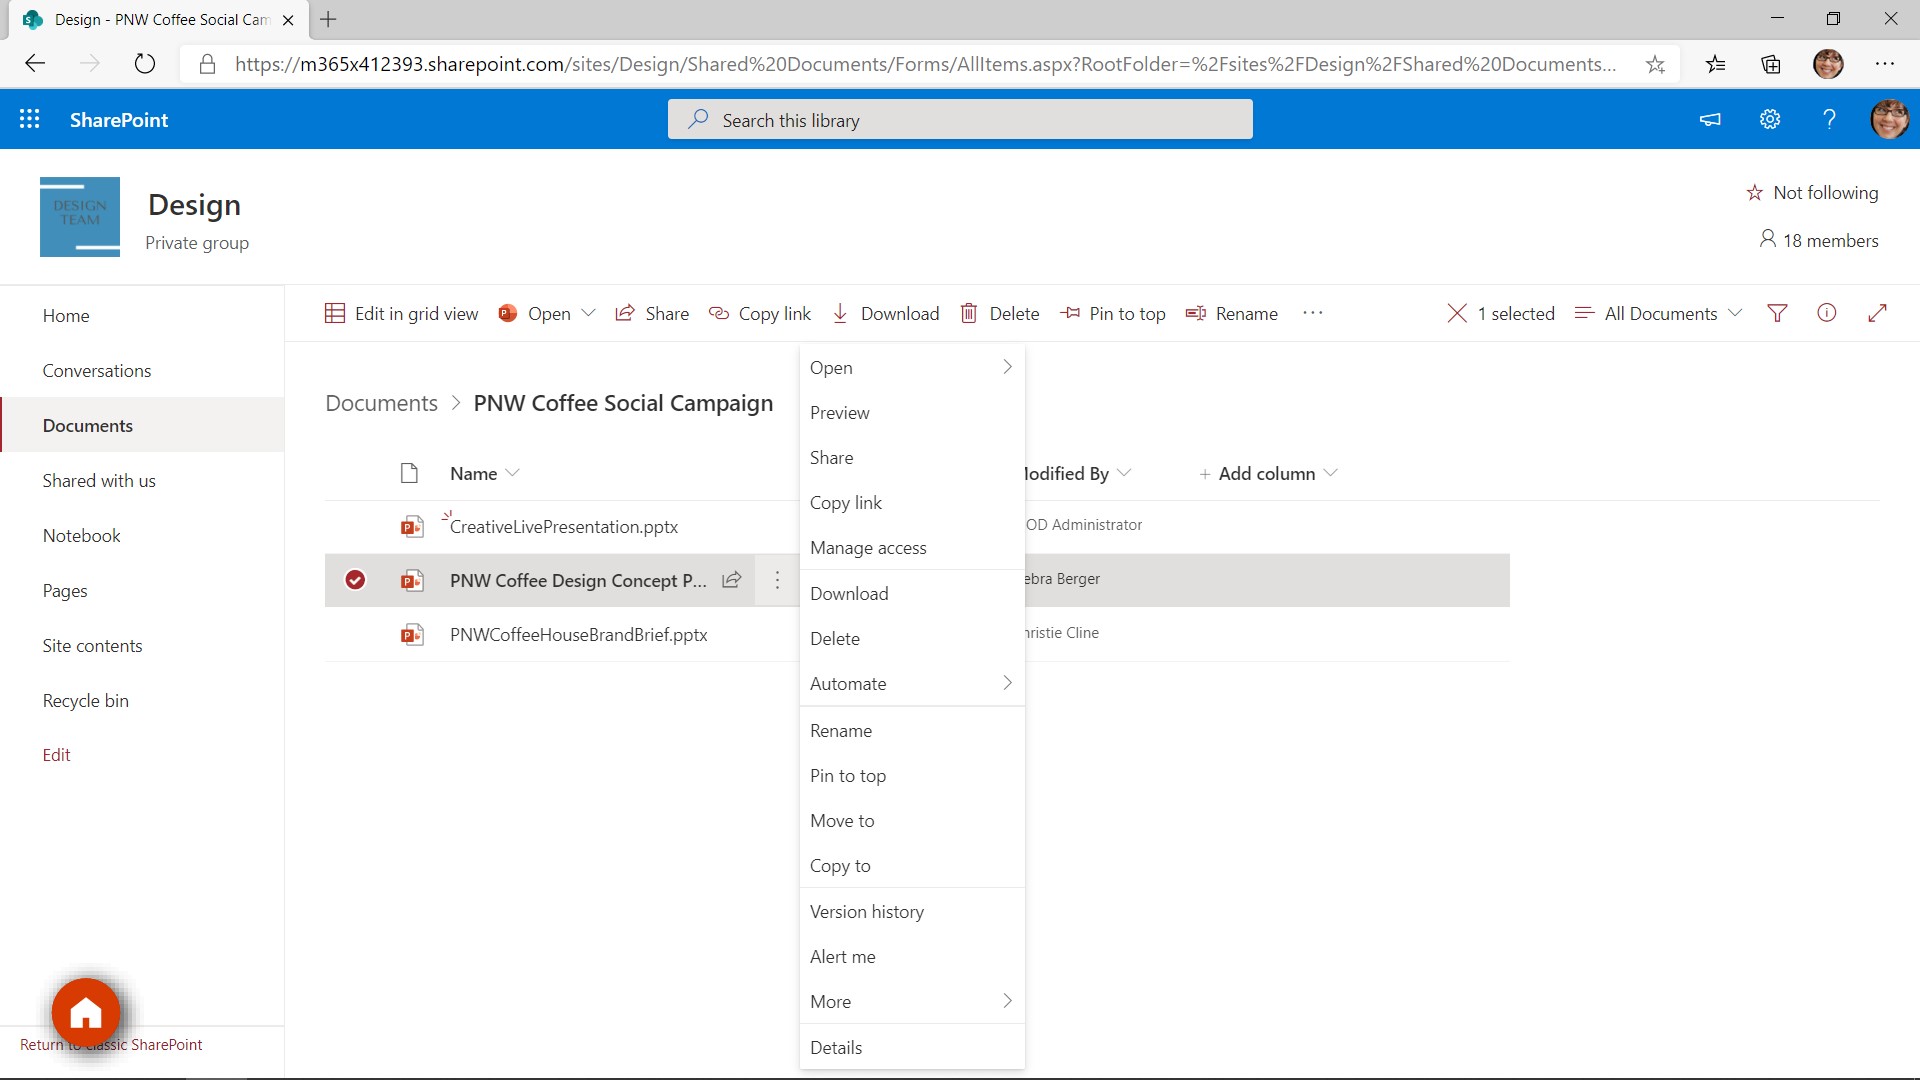 Design - PNW Coffee Social Cam
https://m365x412393.sharepoint.com/sites/Design/Shared%20Documents/Forms/AllItems.aspx?RootFolder=%2Fsites%2FDesign%2FShared%20Documents...
SharePoint
Search this library
DESIGN
TEAM
Design
Private group
Not following
18 members
Home
Conversations
Documents
Shared with us
Notebook
Pages
Site contents
Recycle bin
Edit
Return to classic SharePoint
Edit in grid view Open Share Copy link Download Delete Pin to top Rename ... 1 selected All Documents
Documents > PNW Coffee Social Campaign
Name odified By + Add column
CreativeLivePresentation.pptx OD Administrator
PNW Coffee Design Concept P... ebra Berger
PNWCoffeeHouseBrandBrief.pptx hristie Cline
Open
Preview
Share
Copy link
Manage access
Download
Delete
Automate
Rename
Pin to top
Move to
Copy to
Version history
Alert me
More
Details